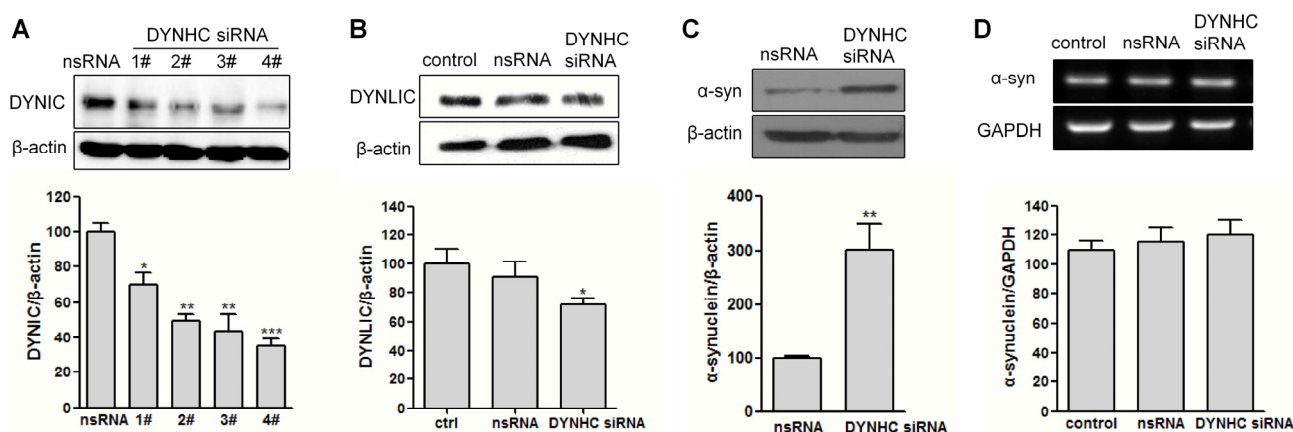 A
DYNHC siRNA
nsRNA 1# 2# 3# 4#
DYNIC
β-actin
120
100
80
60
40
20
0
DYNIC/β-actin
*
**
**
***
nsRNA 1# 2# 3# 4#
B
control nsRNA DYNHC siRNA
DYNLIC
β-actin
140
120
100
80
60
40
20
0
DYNLIC/β-actin
*
ctrl nsRNA DYNHC siRNA
C
nsRNA DYNHC siRNA
α-syn
β-actin
400
300
200
100
0
α-synuclein/β-actin
**
nsRNA DYNHC siRNA
D
control nsRNA DYNHC siRNA
α-syn
GAPDH
140
120
100
80
60
40
20
0
α-synuclein/GAPDH
control nsRNA DYNHC siRNA